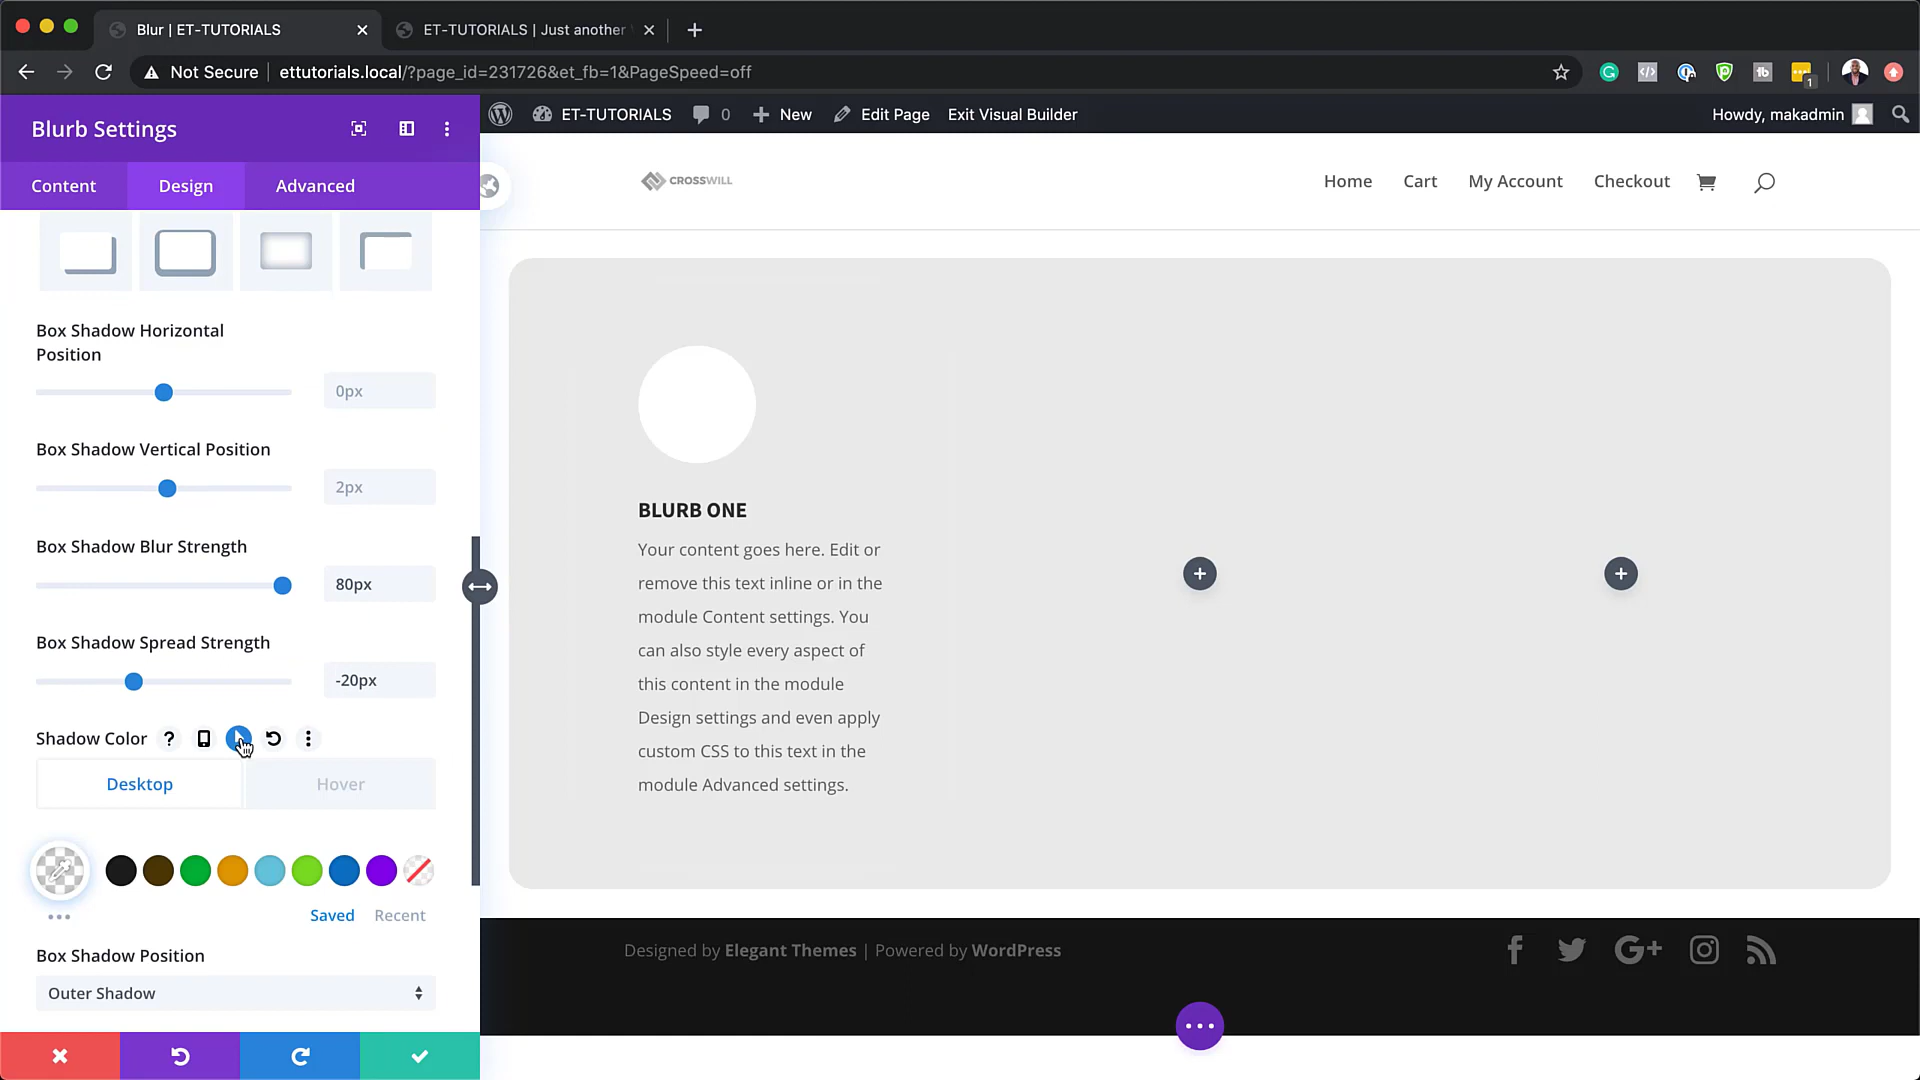 Blur | ET-TUTORIALS
ET-TUTORIALS | Just another
Not Secure
ettutorials.local/?page_id=231726&et_fb=1&PageSpeed=off
1
Blurb Settings
Content
Design
Advanced
ET-TUTORIALS
0
New
Edit Page
Exit Visual Builder
Howdy, makadmin
CROSSWILL
Home
Cart
My Account
Checkout
Box Shadow Horizontal
Position
0px
Box Shadow Vertical Position
2px
Box Shadow Blur Strength
80px
Box Shadow Spread Strength
-20px
Shadow Color
?
Desktop
Hover
Saved
Recent
Box Shadow Position
Outer Shadow
BLURB ONE
Your content goes here. Edit or
remove this text inline or in the
module Content settings. You
can also style every aspect of
this content in the module
Design settings and even apply
custom CSS to this text in the
module Advanced settings.
Designed by Elegant Themes | Powered by WordPress